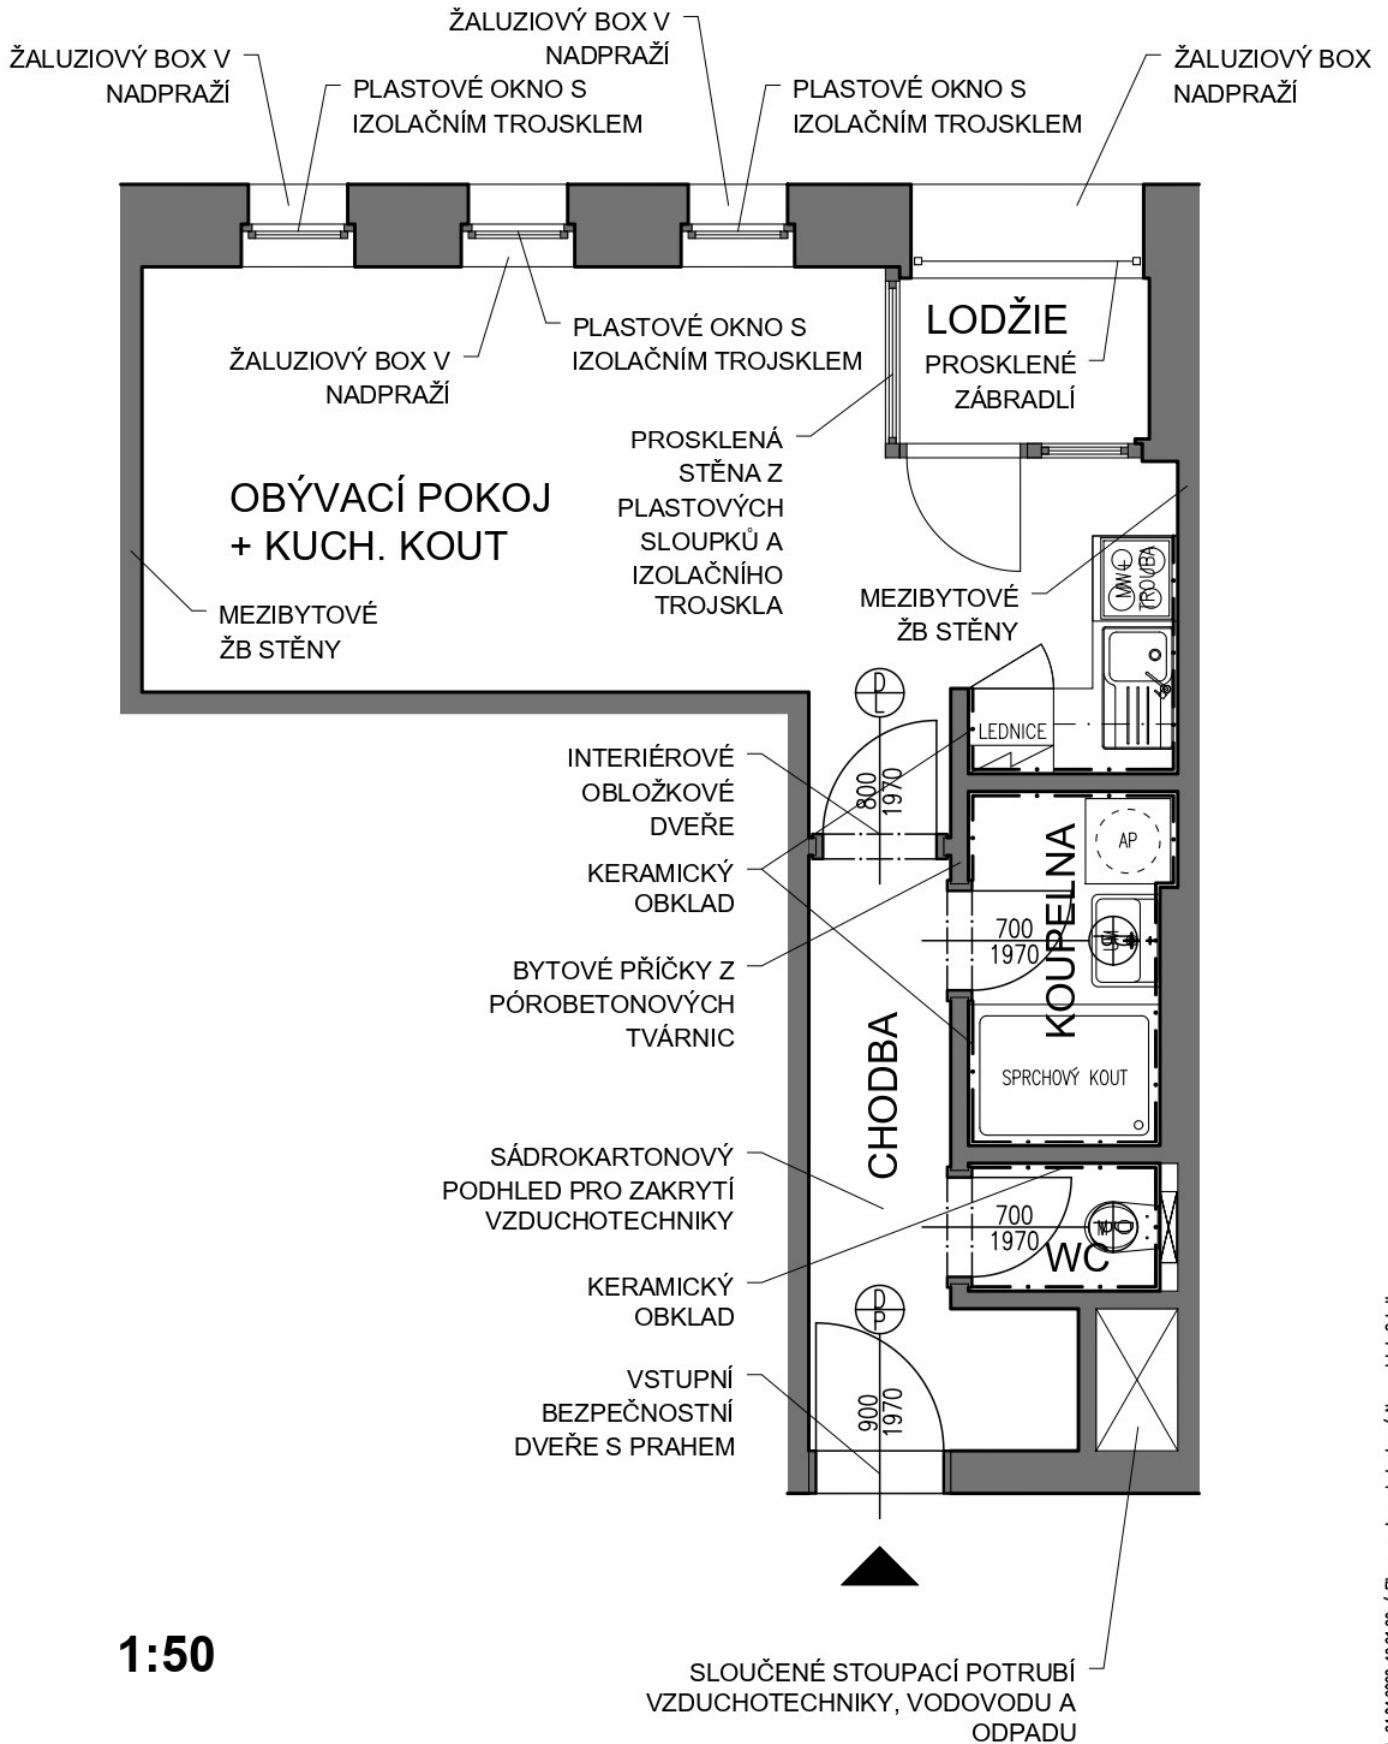 ŽALUZIOVÝ BOX V
NADPRAŽÍ
ŽALUZIOVÝ BOX V
NADPRAŽÍ
ŽALUZIOVÝ BOX
NADPRAŽÍ
PLASTOVÉ OKNO S
IZOLAČNÍM TROJSKLEM
PLASTOVÉ OKNO S
IZOLAČNÍM TROJSKLEM
PLASTOVÉ OKNO S
IZOLAČNÍM TROJSKLEM
ŽALUZIOVÝ BOX V
NADPRAŽÍ
LODŽIE
PROSKLENÉ
ZÁBRADLÍ
PROSKLENÁ
STĚNA Z
PLASTOVÝCH
SLOUPKŮ A
IZOLAČNÍHO
TROJSKLA
OBÝVACÍ POKOJ
+ KUCH. KOUT
MEZIBYTOVÉ
ŽB STĚNY
MEZIBYTOVÉ
ŽB STĚNY
MW+
TROUBA
D
L
LEDNICE
INTERIÉROVÉ
OBLOŽKOVÉ
DVEŘE
800
1970
AP
KERAMICKÝ
OBKLAD
KOUPELNA
700
1970
BYTOVÉ PŘÍČKY Z
PÓROBETONOVÝCH
TVÁRNIC
CHODBA
SPRCHOVÝ KOUT
SÁDROKARTONOVÝ
PODHLED PRO ZAKRYTÍ
VZDUCHOTECHNIKY
700
1970
WC
KERAMICKÝ
OBKLAD
D
P
VSTUPNÍ
BEZPEČNOSTNÍ
DVEŘE S PRAHEM
900
1970
1:50
SLOUČENÉ STOUPACÍ POTRUBÍ
VZDUCHOTECHNIKY, VODOVODU A
ODPADU